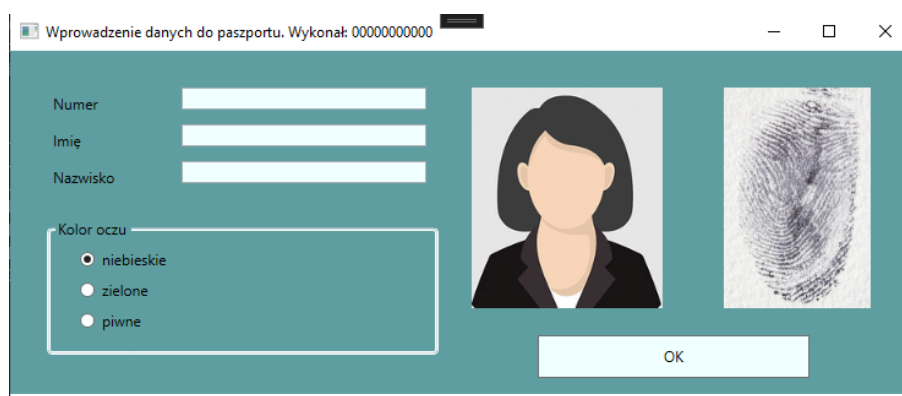 Wprowadzenie danych do paszportu. Wykonał: 00000000000
Numer
Imię
Nazwisko
Kolor oczu
niebieskie
zielone
piwne
OK